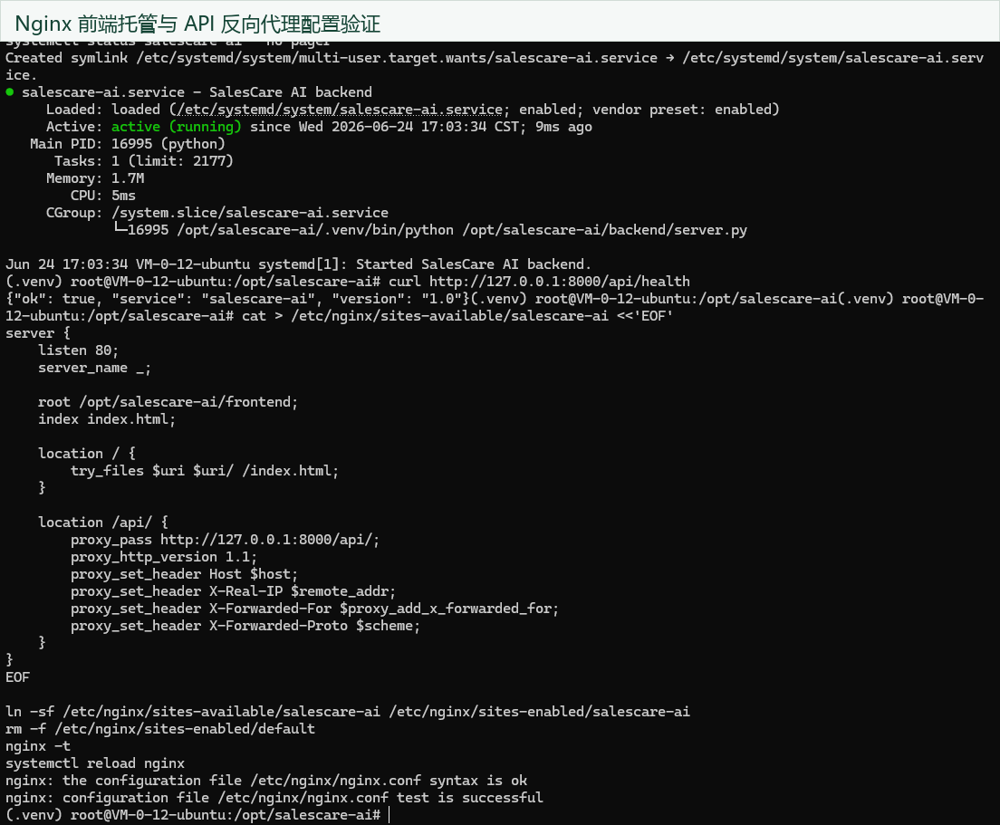 Nginx 前端托管与 API 反向代理配置验证
systemctl status salescare-ai --no-pager
Created symlink /etc/systemd/system/multi-user.target.wants/salescare-ai.service → /etc/systemd/system/salescare-ai.serv
ice.
● salescare-ai.service - SalesCare AI backend
     Loaded: loaded (/etc/systemd/system/salescare-ai.service; enabled; vendor preset: enabled)
     Active: active (running) since Wed 2026-06-24 17:03:34 CST; 9ms ago
   Main PID: 16995 (python)
      Tasks: 1 (limit: 2177)
     Memory: 1.7M
        CPU: 5ms
     CGroup: /system.slice/salescare-ai.service
             └─16995 /opt/salescare-ai/.venv/bin/python /opt/salescare-ai/backend/server.py
Jun 24 17:03:34 VM-0-12-ubuntu systemd[1]: Started SalesCare AI backend.
(.venv) root@VM-0-12-ubuntu:/opt/salescare-ai# curl http://127.0.0.1:8000/api/health
{"ok": true, "service": "salescare-ai", "version": "1.0"}(.venv) root@VM-0-12-ubuntu:/opt/salescare-ai(.venv) root@VM-0-
12-ubuntu:/opt/salescare-ai# cat > /etc/nginx/sites-available/salescare-ai <<'EOF'
server {
    listen 80;
    server_name _;
    root /opt/salescare-ai/frontend;
    index index.html;
    location / {
        try_files $uri $uri/ /index.html;
    }
    location /api/ {
        proxy_pass http://127.0.0.1:8000/api/;
        proxy_http_version 1.1;
        proxy_set_header Host $host;
        proxy_set_header X-Real-IP $remote_addr;
        proxy_set_header X-Forwarded-For $proxy_add_x_forwarded_for;
        proxy_set_header X-Forwarded-Proto $scheme;
    }
}
EOF
ln -sf /etc/nginx/sites-available/salescare-ai /etc/nginx/sites-enabled/salescare-ai
rm -f /etc/nginx/sites-enabled/default
nginx -t
systemctl reload nginx
nginx: the configuration file /etc/nginx/nginx.conf syntax is ok
nginx: configuration file /etc/nginx/nginx.conf test is successful
(.venv) root@VM-0-12-ubuntu:/opt/salescare-ai#